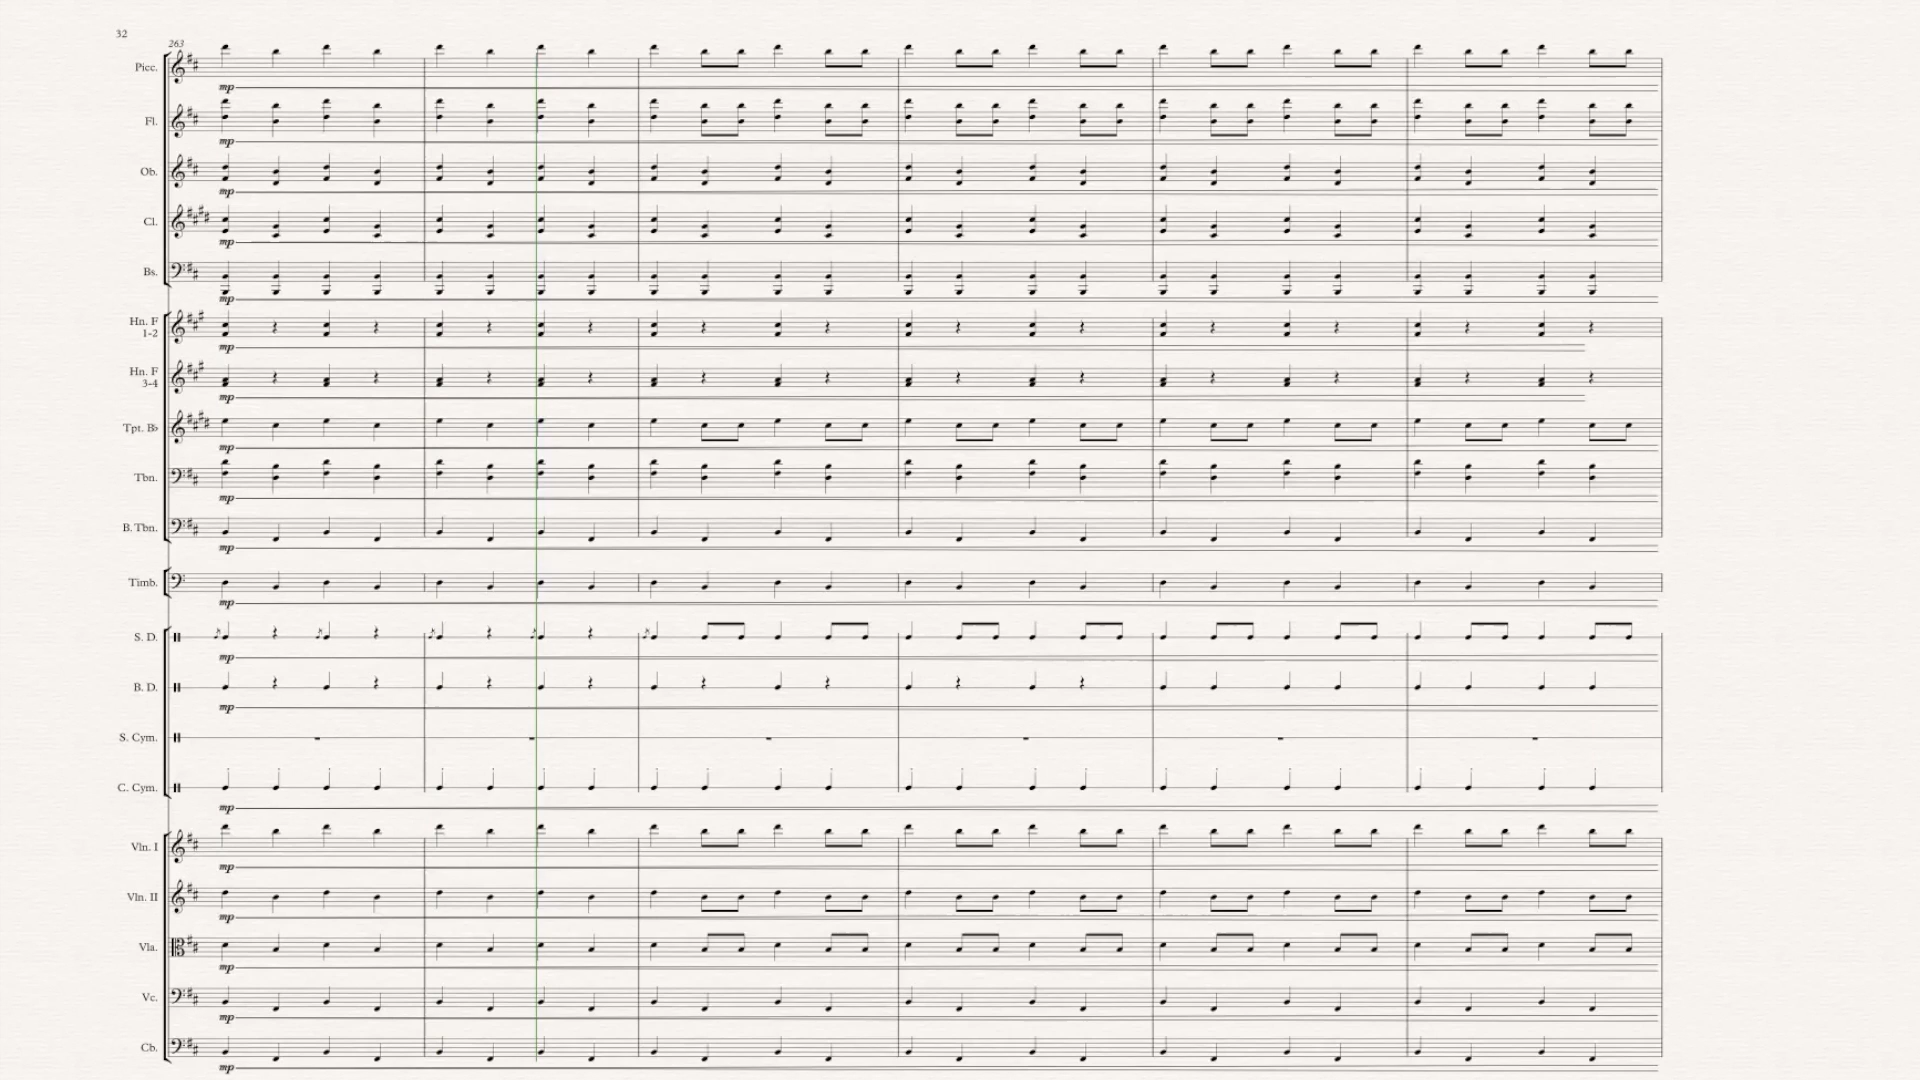 32
263
Picc.
mp
Fl.
mp
Ob.
mp
Cl.
mp
Bs.
mp
Hn. F
1-2
mp
Hn. F
3-4
mp
Tpt. B♭
mp
Tbn.
mp
B. Tbn.
mp
Timb.
mp
S. D.
mp
B. D.
mp
S. Cym.
C. Cym.
mp
Vln. I
mp
Vln. II
mp
Vla.
mp
Vc.
mp
Cb.
mp